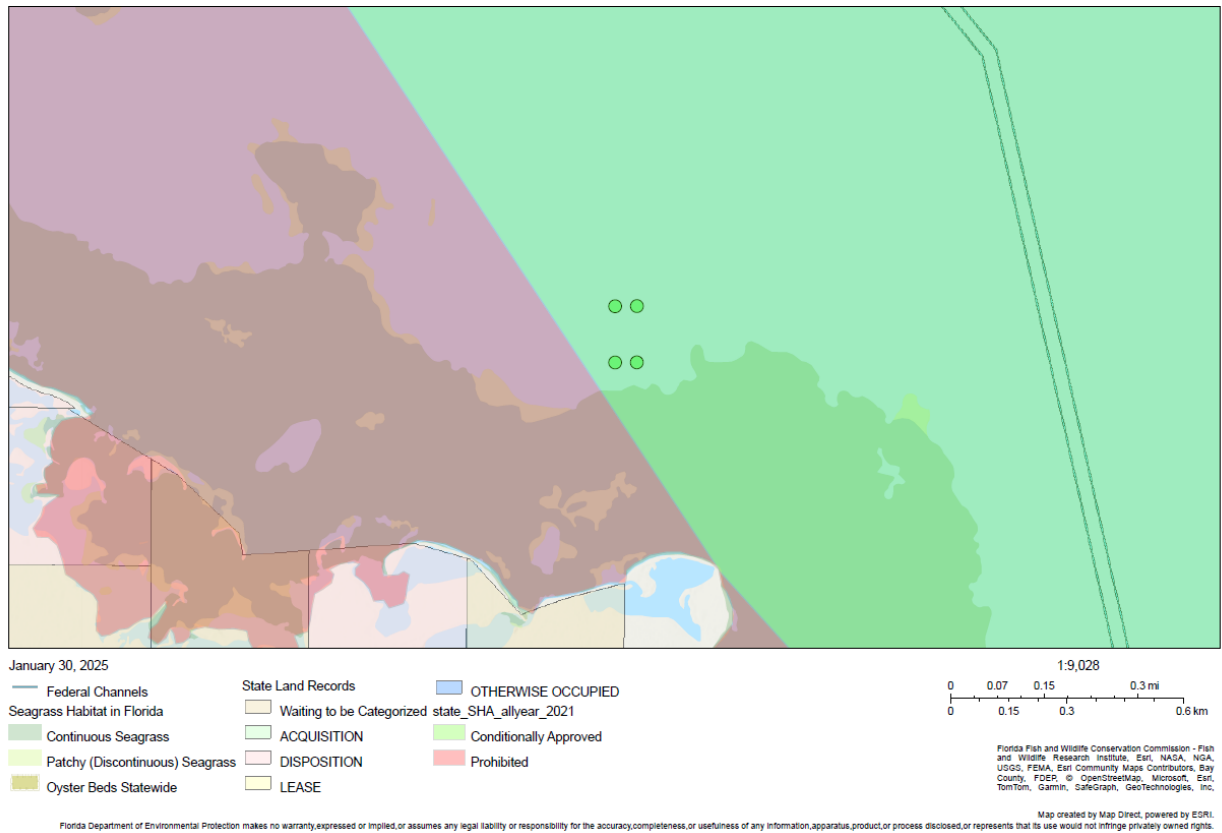 January 30, 2025
1:9,028
Federal Channels
Seagrass Habitat in Florida
Continuous Seagrass
Patchy (Discontinuous) Seagrass
Oyster Beds Statewide
State Land Records
Waiting to be Categorized
ACQUISITION
DISPOSITION
LEASE
OTHERWISE OCCUPIED
state_SHA_allyear_2021
Conditionally Approved
Prohibited
0 0.07 0.15 0.3 mi
0 0.15 0.3 0.6 km
Florida Fish and Wildlife Conservation Commission - Fish
and Wildlife Research Institute, Esri, NASA, NGA,
USGS, FEMA, Esri Community Maps Contributors, Bay
County, FDEP, © OpenStreetMap, Microsoft, Esri,
TomTom, Garmin, SafeGraph, GeoTechnologies, Inc,
Map created by Map Direct, powered by ESRI.
Florida Department of Environmental Protection makes no warranty,expressed or implied,or assumes any legal liability or responsibility for the accuracy,completeness,or usefulness of any information,apparatus,product,or process disclosed,or represents that its use would not infringe privately owned rights.